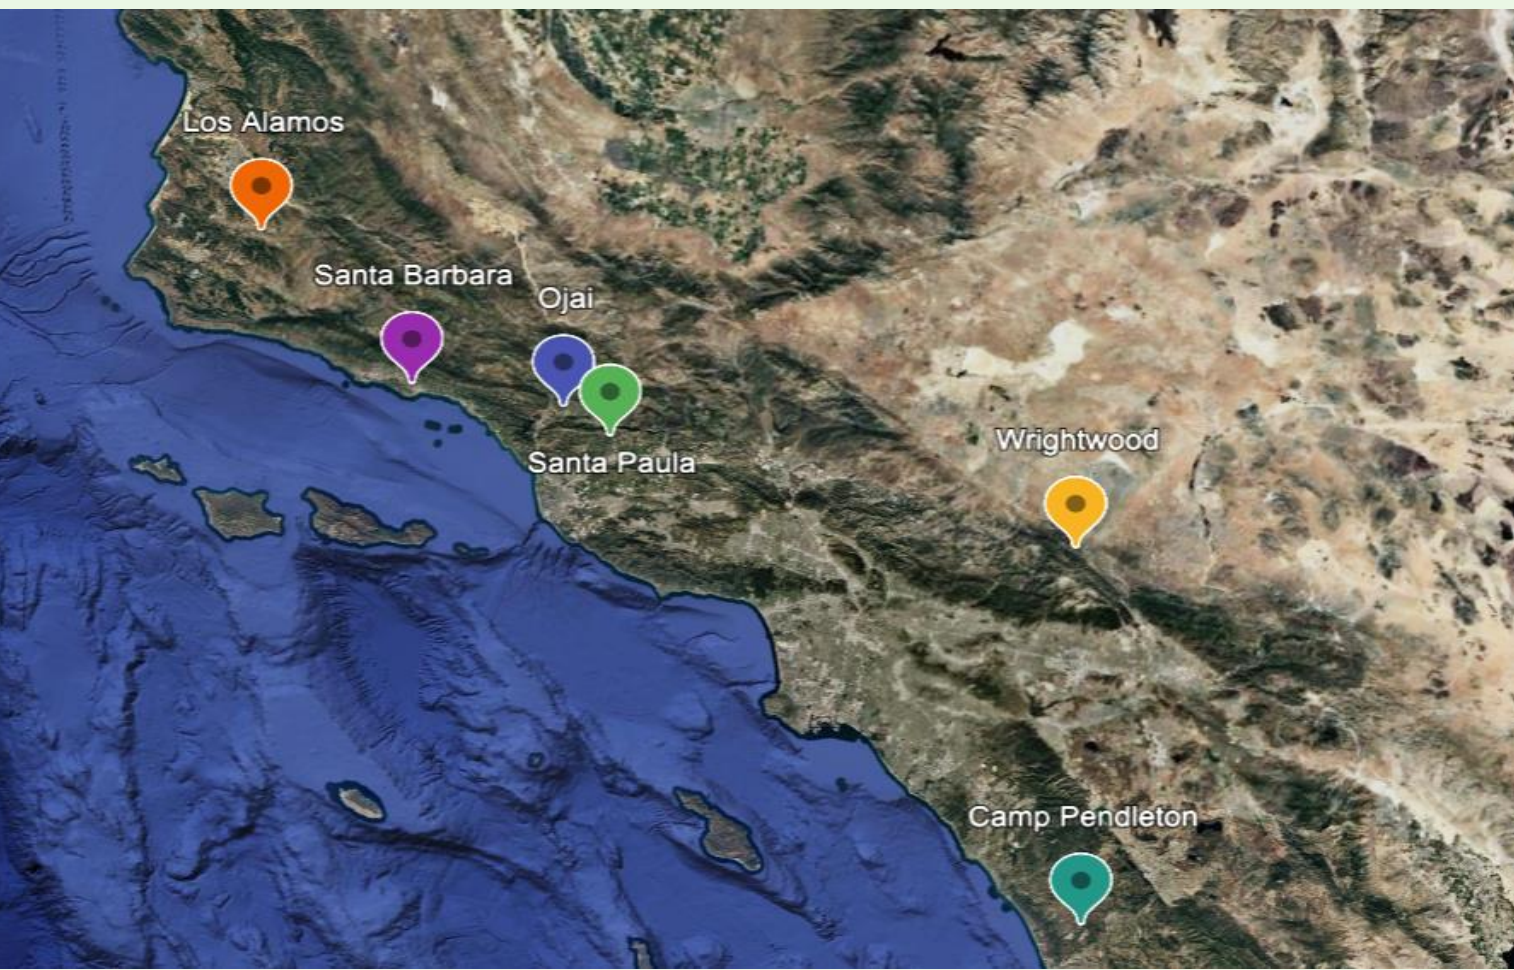 Los Alamos
Santa Barbara
Ojai
Santa Paula
Wrightwood
Camp Pendleton